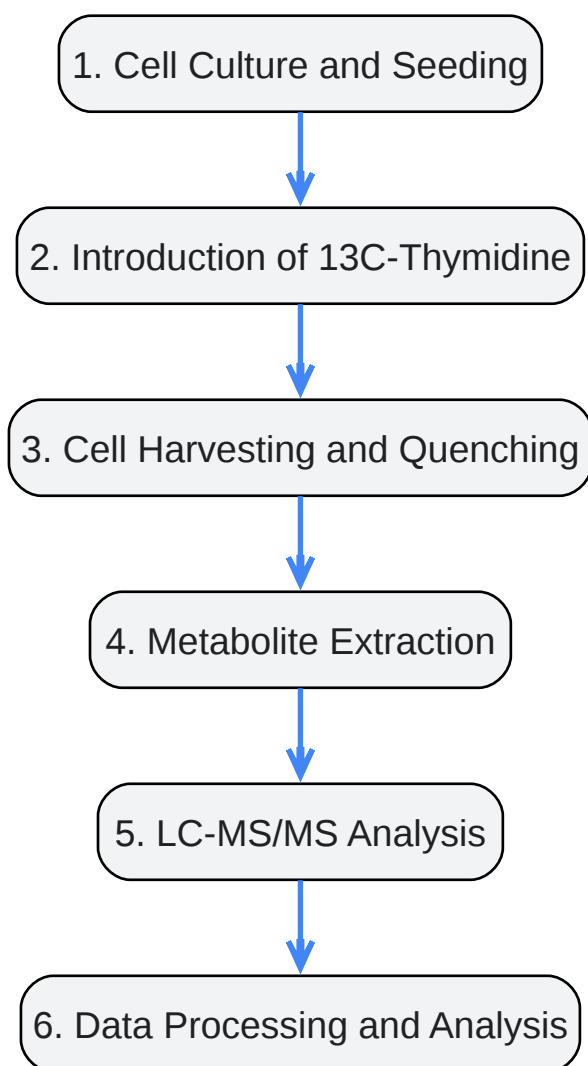 1. Cell Culture and Seeding
2. Introduction of 13C-Thymidine
3. Cell Harvesting and Quenching
4. Metabolite Extraction
5. LC-MS/MS Analysis
6. Data Processing and Analysis